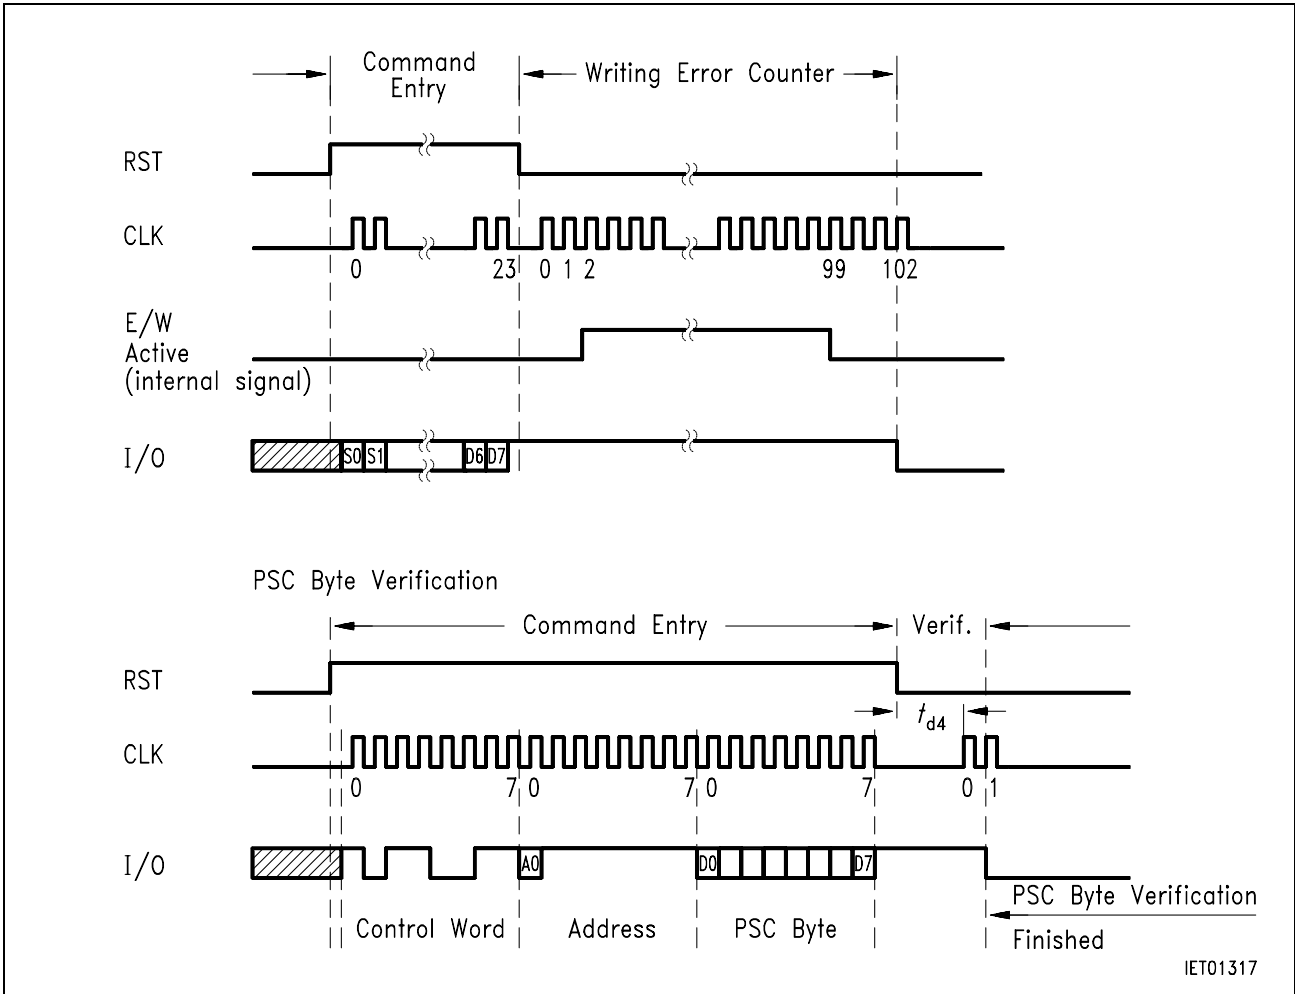 Command
Entry
Writing Error Counter
RST
CLK
0 23 0 1 2 99 102
E/W
Active
(internal signal)
I/O
S0 S1 D6 D7
PSC Byte Verification
Command Entry
Verif.
RST
td4
CLK
0 7 0 7 0 7 0 1
I/O
A0 D0 D7
PSC Byte Verification
Finished
Control Word
Address
PSC Byte
IET01317